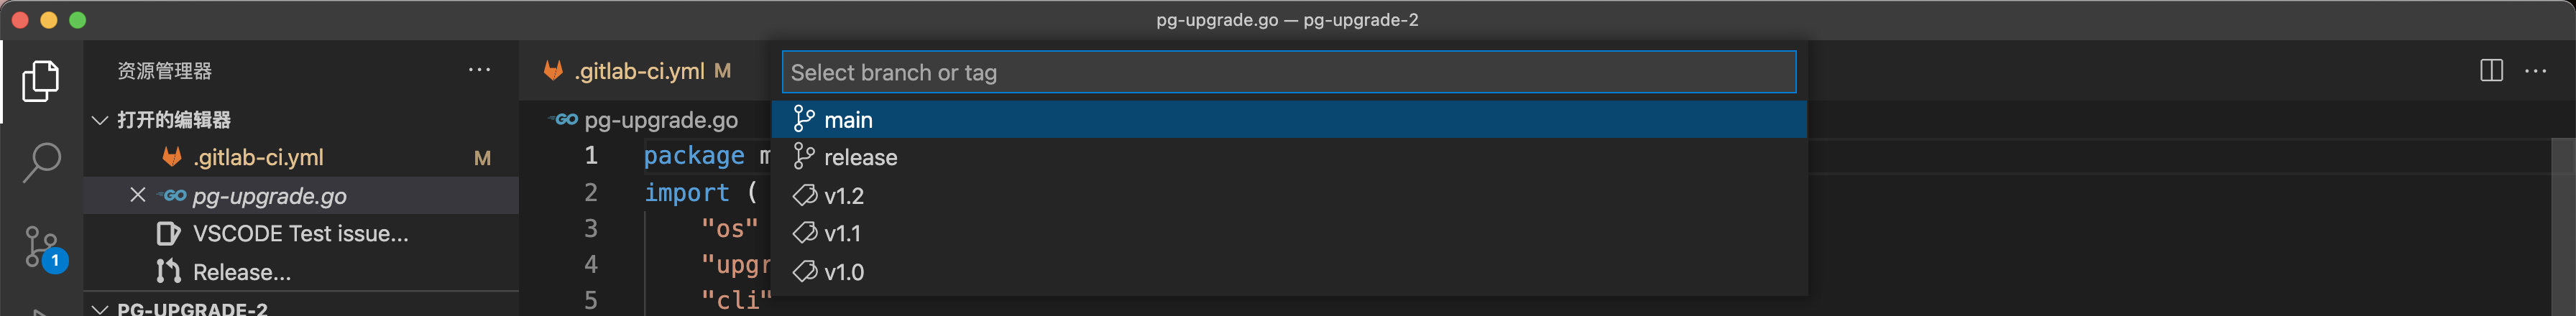 pg-upgrade.go — pg-upgrade-2
资源管理器
打开的编辑器
.gitlab-ci.yml M
GO pg-upgrade.go
VSCODE Test issue...
Release...
PG-UPGRADE-2
1
.gitlab-ci.yml M
GO pg-upgrade.go
1 package
2 import (
3 "os"
4 "upgr
5 "cli"
Select branch or tag
main
release
v1.2
v1.1
v1.0